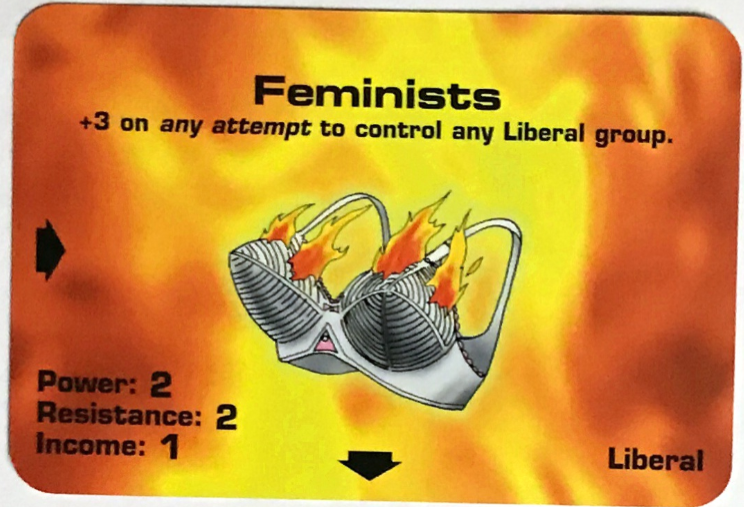 Feminists
+3 on any attempt to control any Liberal group.
Power: 2
Resistance: 2
Income: 1
Liberal